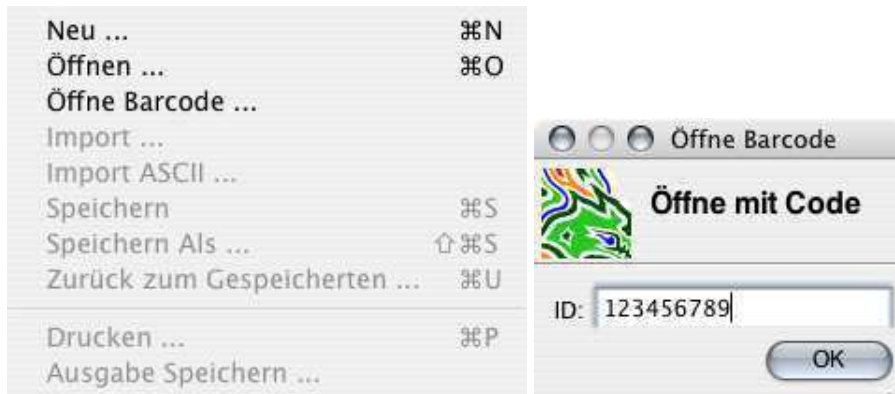 Neu ... ⌘N
Öffnen ... ⌘O
Öffne Barcode ...
Import ...
Import ASCII ...
Speichern ⌘S
Speichern Als ... ⇧⌘S
Zurück zum Gespeicherten ... ⌘U
Drucken ... ⌘P
Ausgabe Speichern ...
Öffne Barcode
Öffne mit Code
ID: 123456789
OK